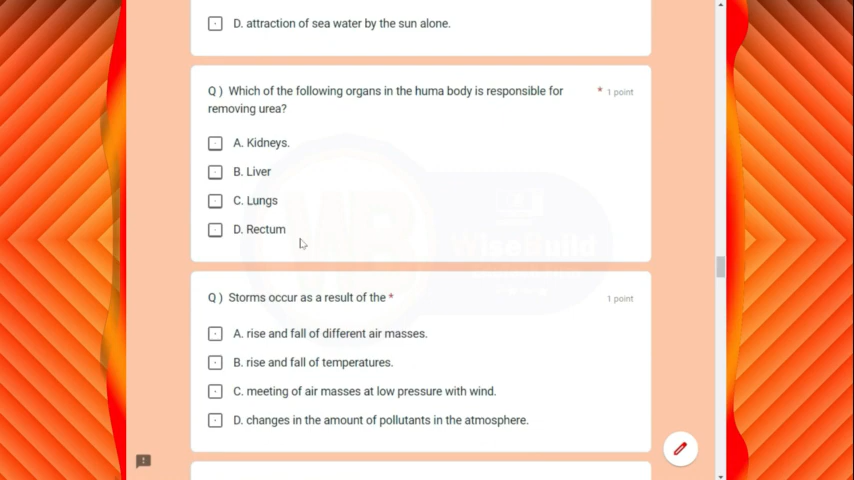 D. attraction of sea water by the sun alone.
Q ) Which of the following organs in the huma body is responsible for * 1 point
removing urea?
A. Kidneys.
B. Liver
C. Lungs
D. Rectum
WiseBuild
Q ) Storms occur as a result of the * 1 point
A. rise and fall of different air masses.
B. rise and fall of temperatures.
C. meeting of air masses at low pressure with wind.
D. changes in the amount of pollutants in the atmosphere.